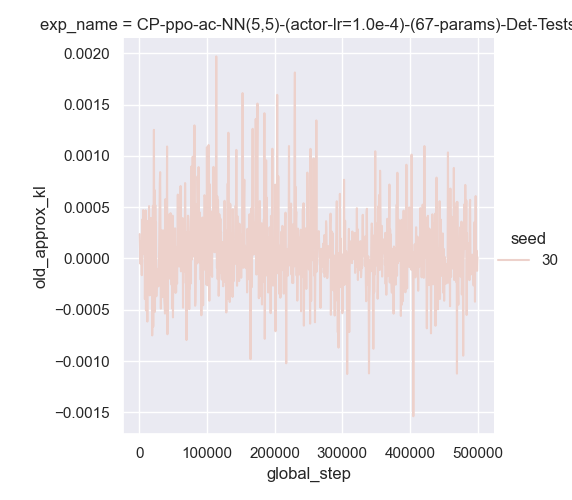 exp_name = CP-ppo-ac-NN(5,5)-(actor-lr=1.0e-4)-(67-params)-Det-Tests
0.0020
0.0015
0.0010
0.0005
0.0000
−0.0005
−0.0010
−0.0015
old_approx_kl
seed
30
0 100000 200000 300000 400000 500000
global_step